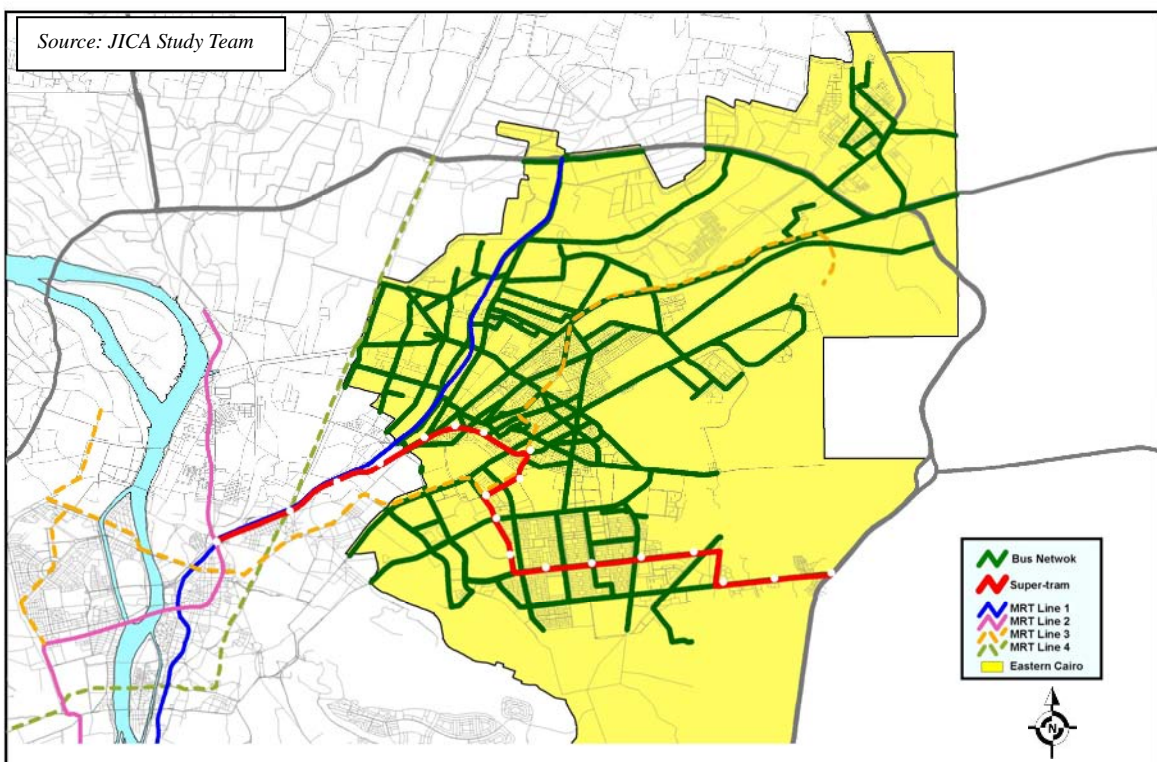 Source: JICA Study Team
Bus Netwok
Super-tram
MRT Line 1
MRT Line 2
MRT Line 3
MRT Line 4
Eastern Cairo
N